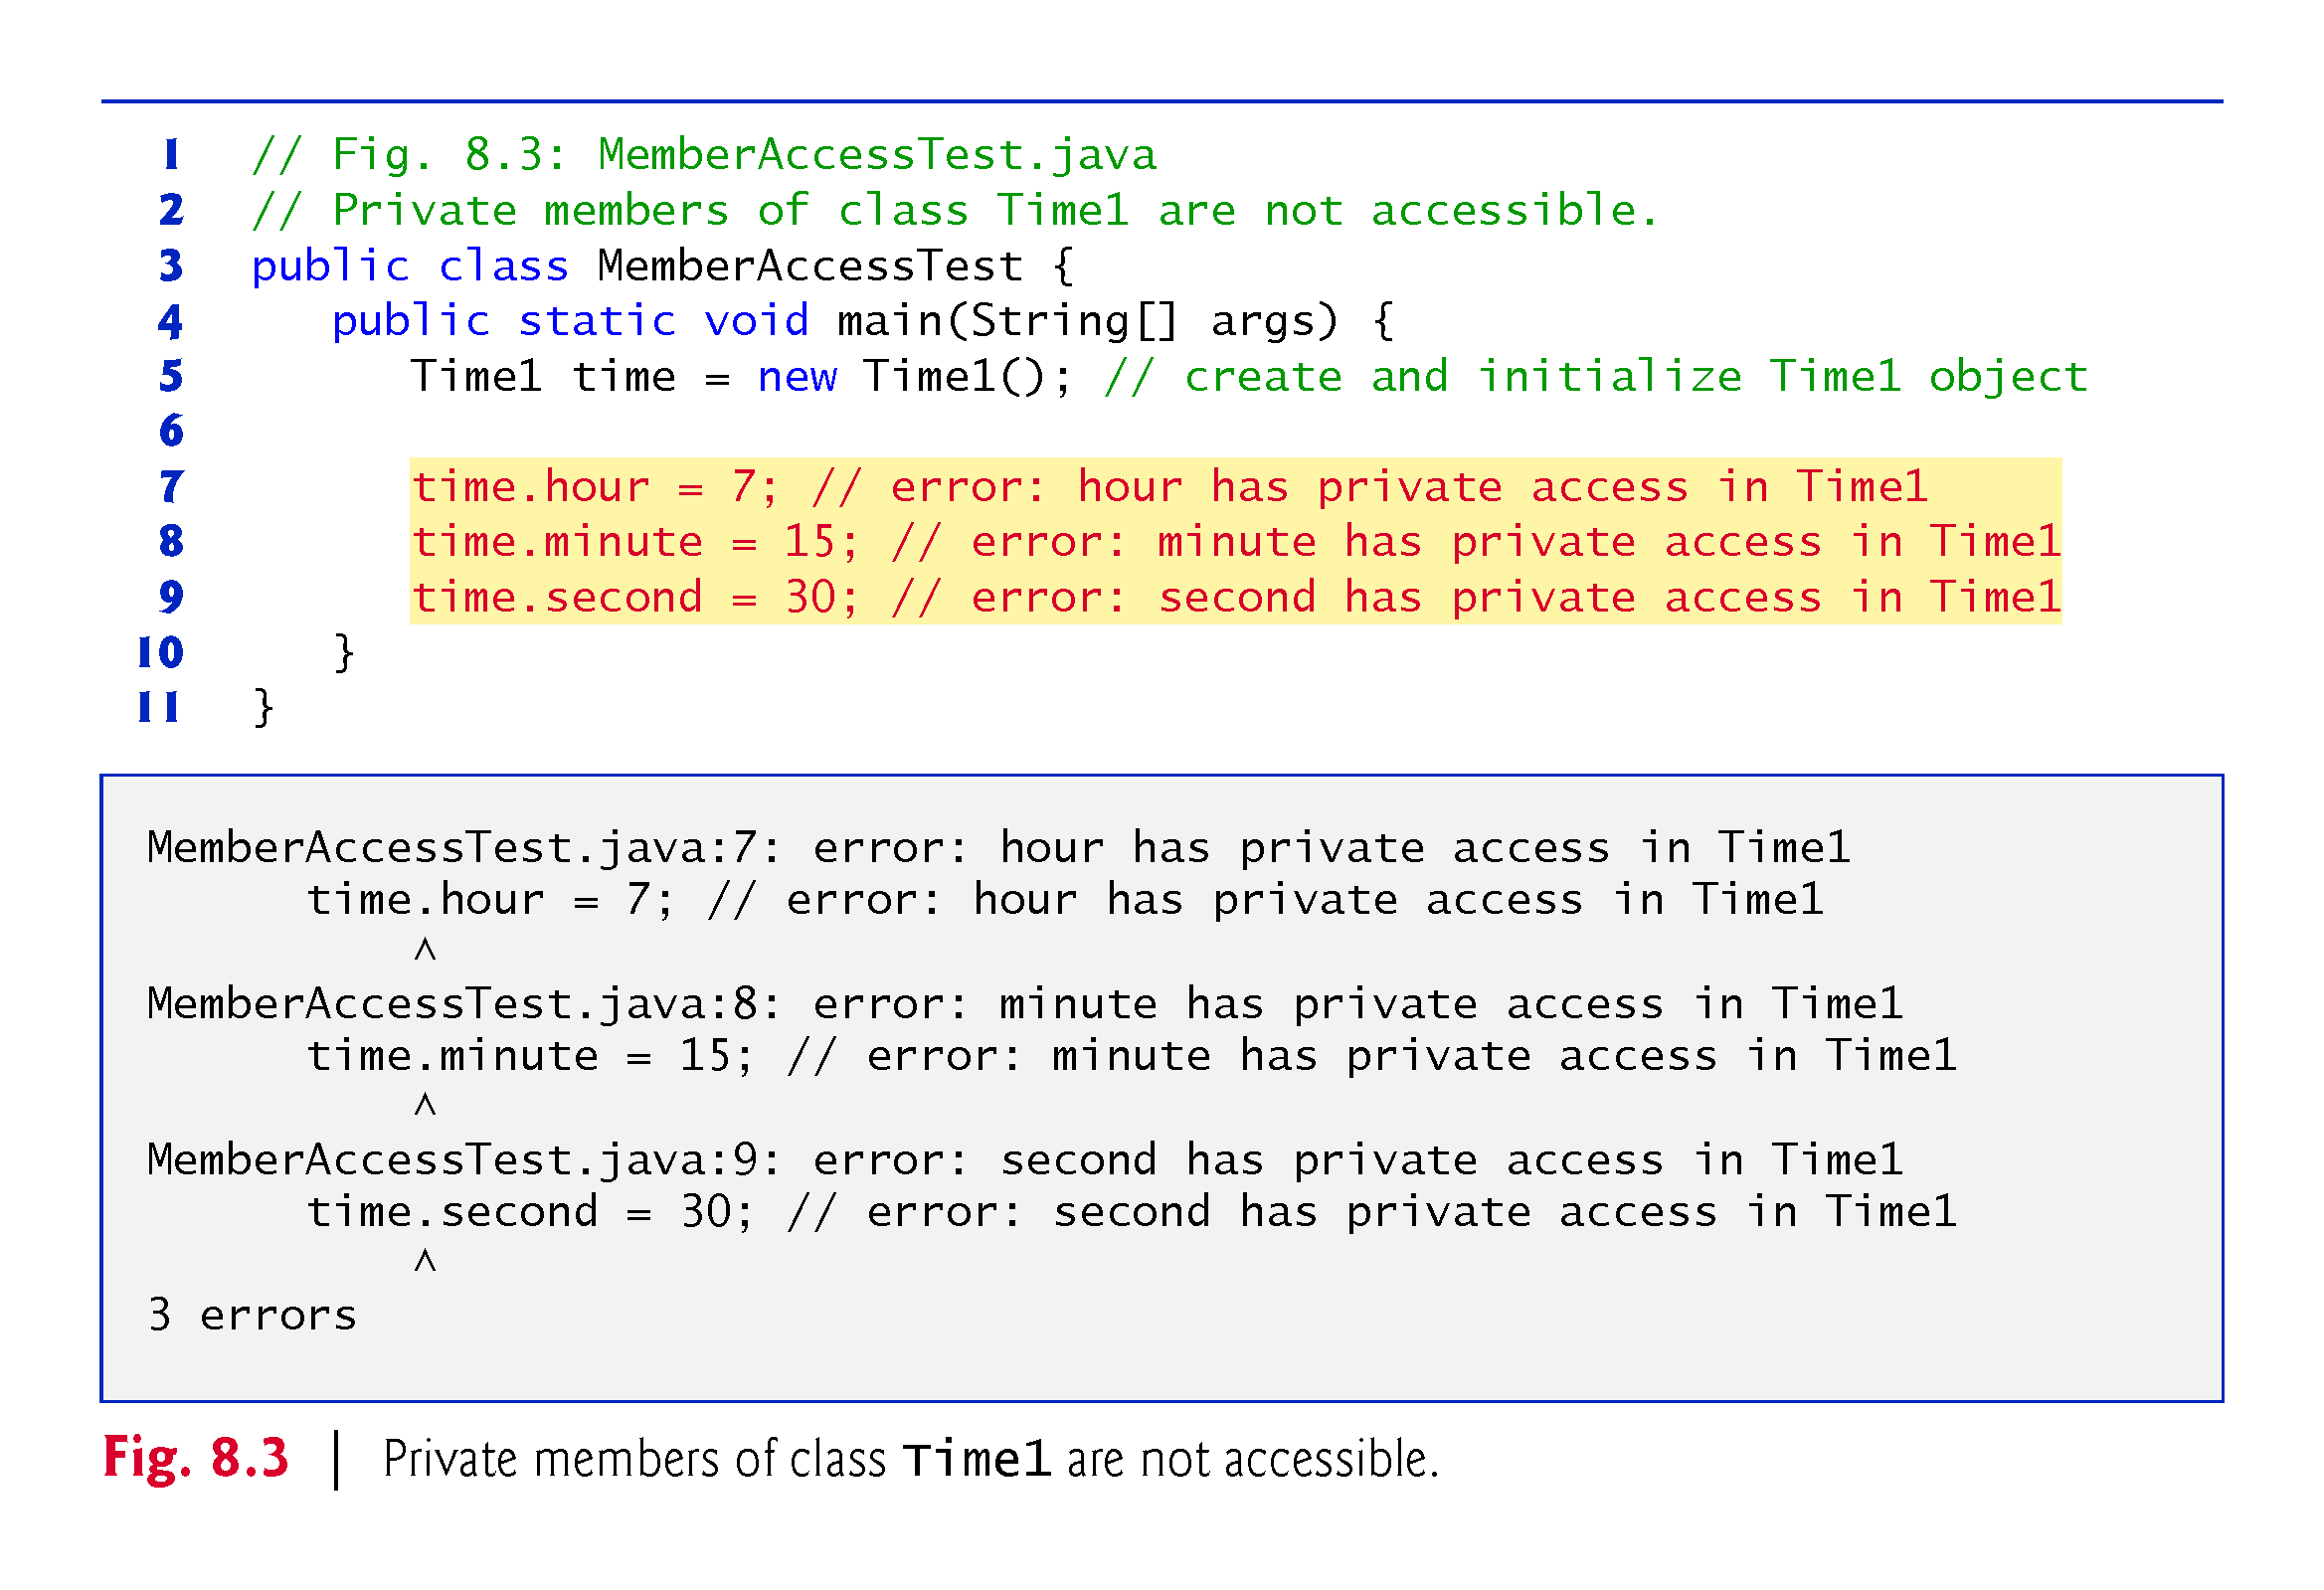 1 // Fig. 8.3: MemberAccessTest.java
2 // Private members of class Time1 are not accessible.
3 public class MemberAccessTest {
4    public static void main(String[] args) {
5       Time1 time = new Time1(); // create and initialize Time1 object
6
7       time.hour = 7; // error: hour has private access in Time1
8       time.minute = 15; // error: minute has private access in Time1
9       time.second = 30; // error: second has private access in Time1
10    }
11 }
MemberAccessTest.java:7: error: hour has private access in Time1
      time.hour = 7; // error: hour has private access in Time1
          ^
MemberAccessTest.java:8: error: minute has private access in Time1
      time.minute = 15; // error: minute has private access in Time1
          ^
MemberAccessTest.java:9: error: second has private access in Time1
      time.second = 30; // error: second has private access in Time1
          ^
3 errors
Fig. 8.3 | Private members of class Time1 are not accessible.